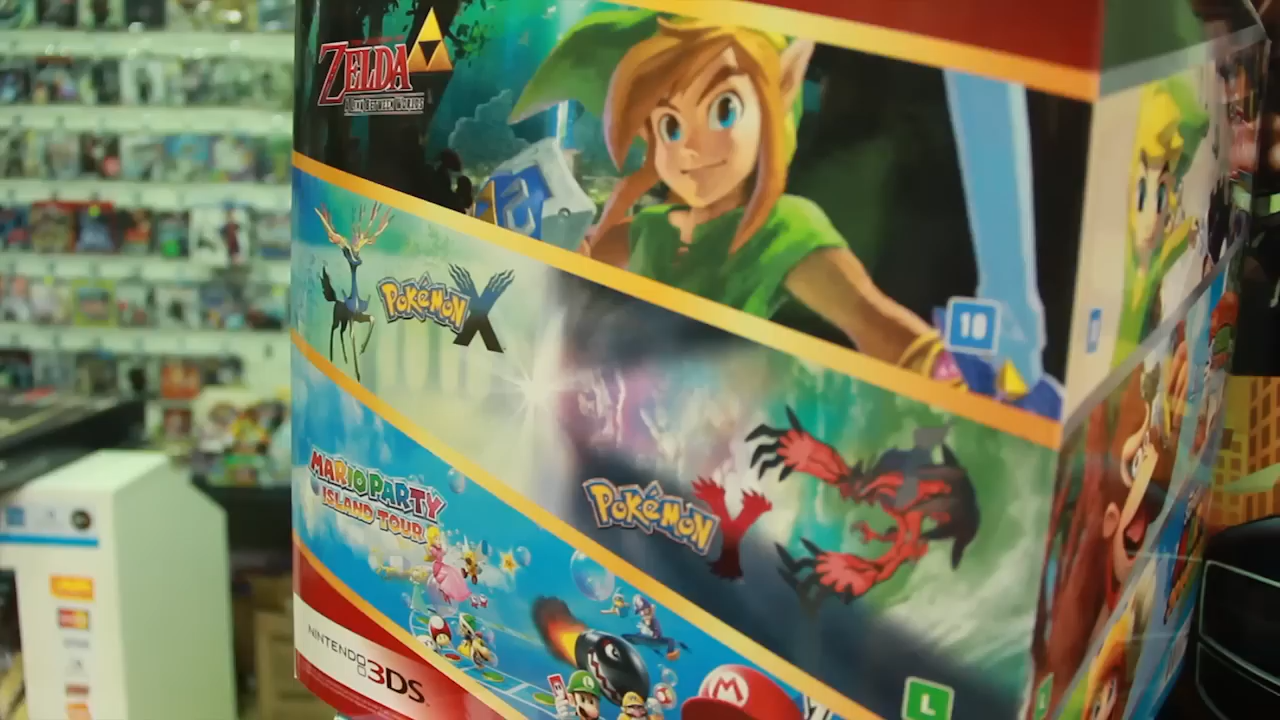 ZELDA
A LINK BETWEEN WORLDS
10
POKÉMON X
POKÉMON Y
MARIO PARTY
ISLAND TOUR
NINTENDO 3DS
M
L